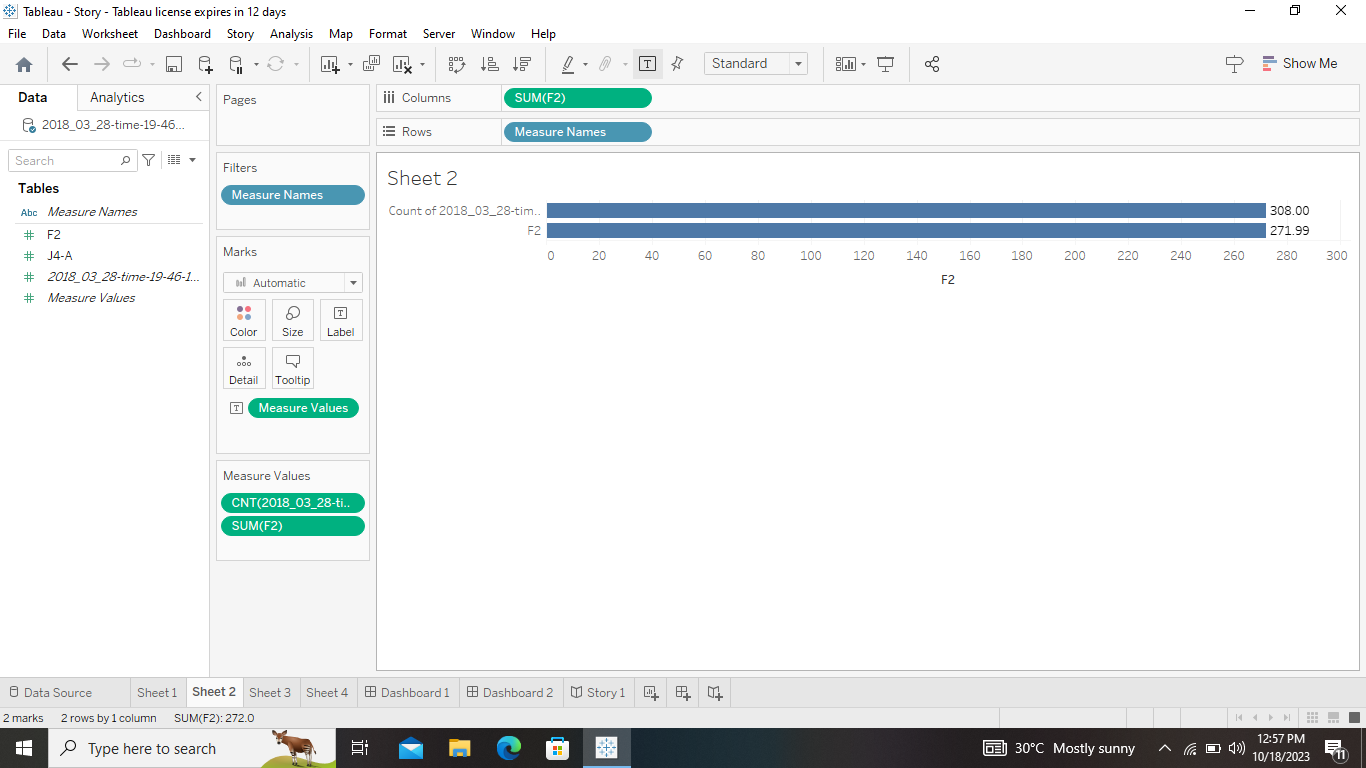 Tableau - Story - Tableau license expires in 12 days
File Data Worksheet Dashboard Story Analysis Map Format Server Window Help
Standard
Show Me
Data Analytics
2018_03_28-time-19-46...
Search
Tables
Abc Measure Names
# F2
# J4-A
# 2018_03_28-time-19-46-1...
# Measure Values
Pages
Filters
Measure Names
Marks
Automatic
Color Size Label
Detail Tooltip
Measure Values
Measure Values
CNT(2018_03_28-ti..
SUM(F2)
Columns SUM(F2)
Rows Measure Names
Sheet 2
Count of 2018_03_28-tim.. 308.00
F2 271.99
0 20 40 60 80 100 120 140 160 180 200 220 240 260 280 300
F2
Data Source Sheet 1 Sheet 2 Sheet 3 Sheet 4 Dashboard 1 Dashboard 2 Story 1
2 marks 2 rows by 1 column SUM(F2): 272.0
Type here to search
30°C Mostly sunny
12:57 PM
10/18/2023
11